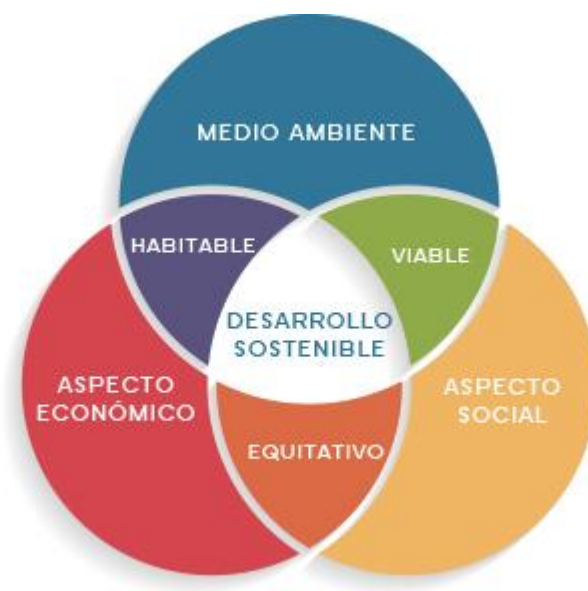 MEDIO AMBIENTE
HABITABLE
VIABLE
DESARROLLO
SOSTENIBLE
ASPECTO
ECONÓMICO
ASPECTO
SOCIAL
EQUITATIVO